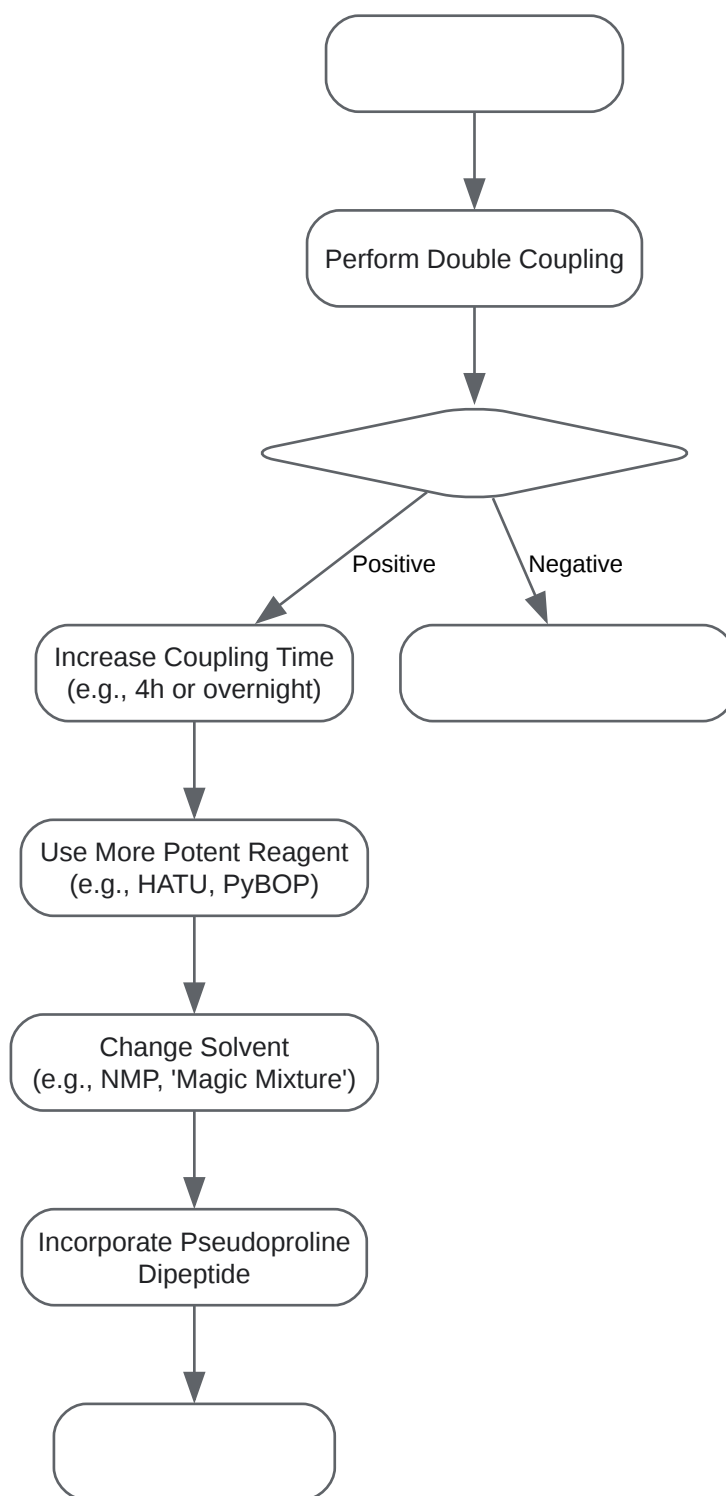 Perform Double Coupling
Positive
Negative
Increase Coupling Time
(e.g., 4h or overnight)
Use More Potent Reagent
(e.g., HATU, PyBOP)
Change Solvent
(e.g., NMP, 'Magic Mixture')
Incorporate Pseudoproline
Dipeptide